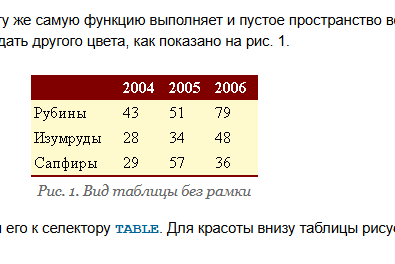 ту же самую функцию выполняет и пустое пространство в
дать другого цвета, как показано на рис. 1.
2004 2005 2006
Рубины 43 51 79
Изумруды 28 34 48
Сапфиры 29 57 36
Рис. 1. Вид таблицы без рамки
его к селектору TABLE. Для красоты внизу таблицы рису